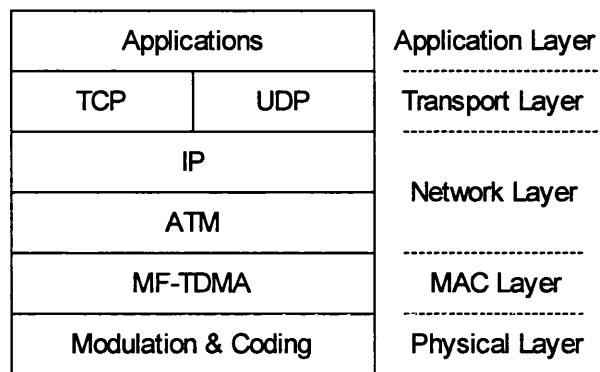 Applications
Application Layer
TCP
UDP
Transport Layer
IP
Network Layer
ATM
MF-TDMA
MAC Layer
Modulation & Coding
Physical Layer